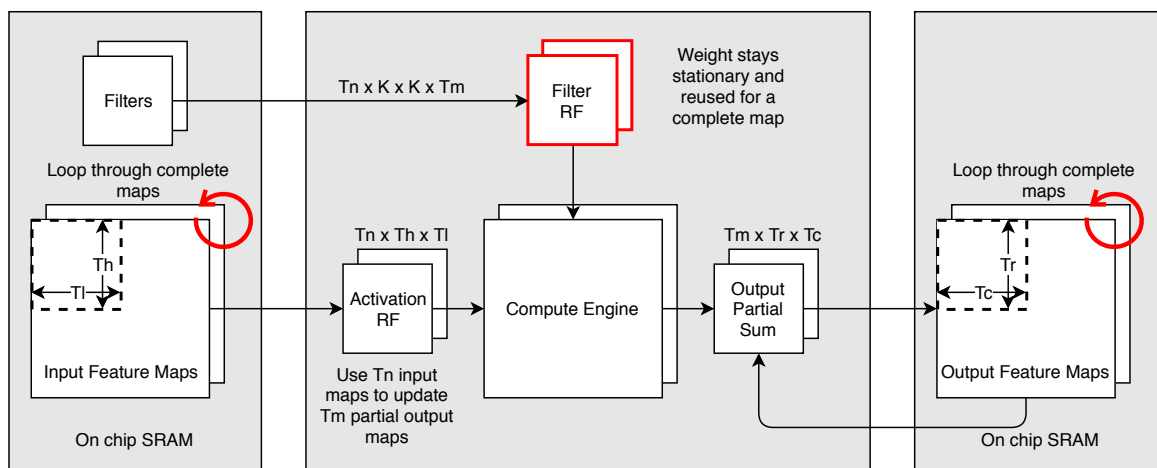 Filters
Tn x K x K x Tm
Filter
RF
Weight stays
stationary and
reused for a
complete map
Loop through complete
maps
Th
Tl
Input Feature Maps
On chip SRAM
Tn x Th x Tl
Activation
RF
Use Tn input
maps to update
Tm partial output
maps
Compute Engine
Tm x Tr x Tc
Output
Partial
Sum
Loop through complete
maps
Tr
Tc
Output Feature Maps
On chip SRAM